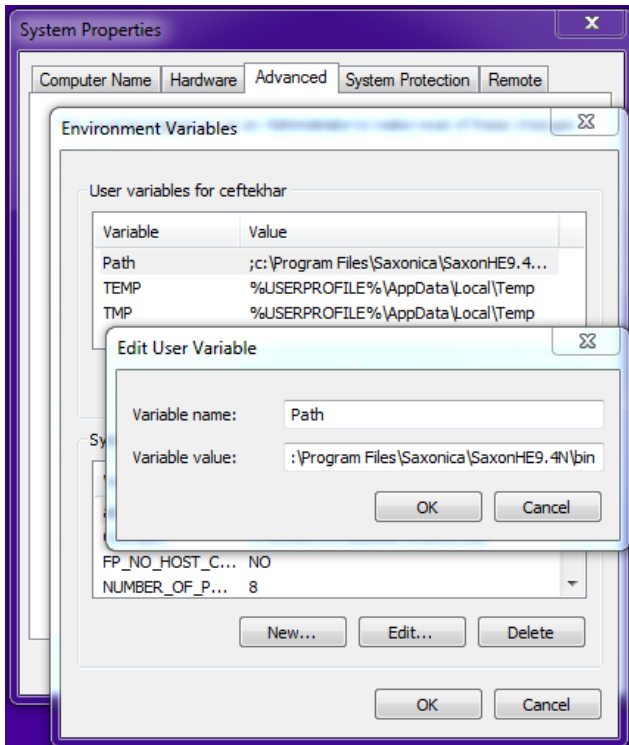 System Properties
x
Computer Name Hardware Advanced System Protection Remote
Environment Variables
User variables for ceftekhar
Variable Value
Path ;c:\Program Files\Saxonica\SaxonHE9.4...
TEMP %USERPROFILE%\AppData\Local\Temp
TMP %USERPROFILE%\AppData\Local\Temp
Edit User Variable
Variable name: Path
Variable value: :\Program Files\Saxonica\SaxonHE9.4N\bin
OK Cancel
Sy
FP_NO_HOST_C... NO
NUMBER_OF_P... 8
New... Edit... Delete
OK Cancel